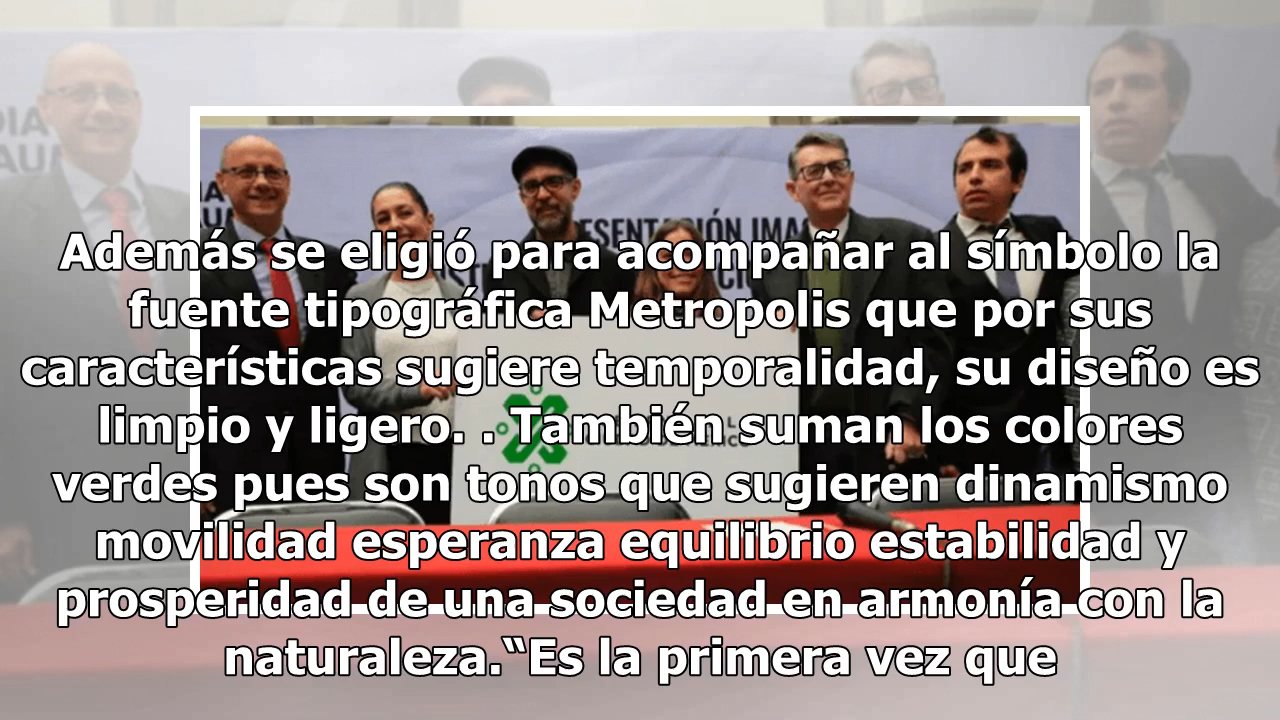 Además se eligió para acompañar al símbolo la
fuente tipográfica Metropolis que por sus
características sugiere temporalidad, su diseño es
limpio y ligero. . También suman los colores
verdes pues son tonos que sugieren dinamismo
movilidad esperanza equilibrio estabilidad y
prosperidad de una sociedad en armonía con la
naturaleza.“Es la primera vez que